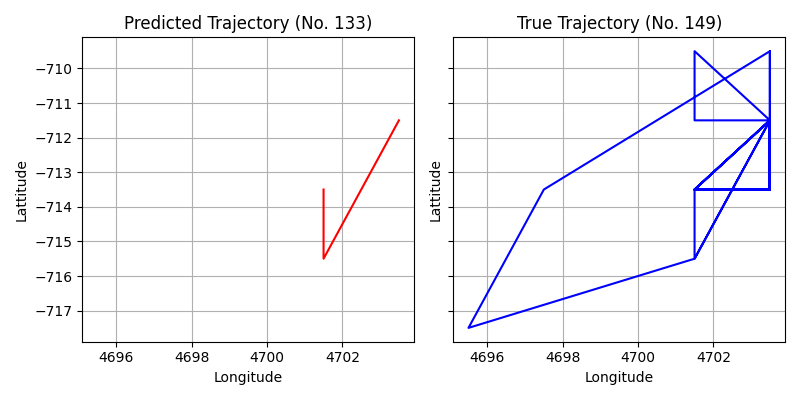 Predicted Trajectory (No. 133)
True Trajectory (No. 149)
Lattitude
−710
−711
−712
−713
−714
−715
−716
−717
4696
4698
4700
4702
Longitude
Lattitude
4696
4698
4700
4702
Longitude